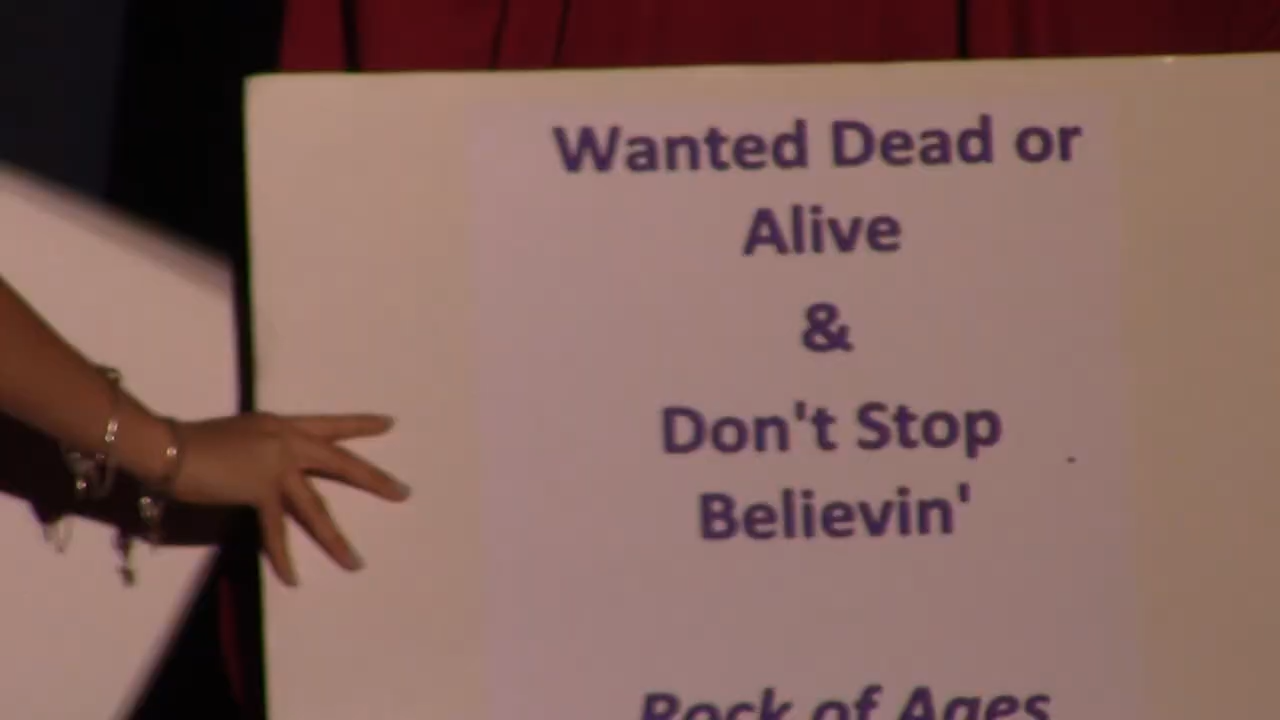 Wanted Dead or
Alive
&
Don't Stop
Believin'
Rock of Ages